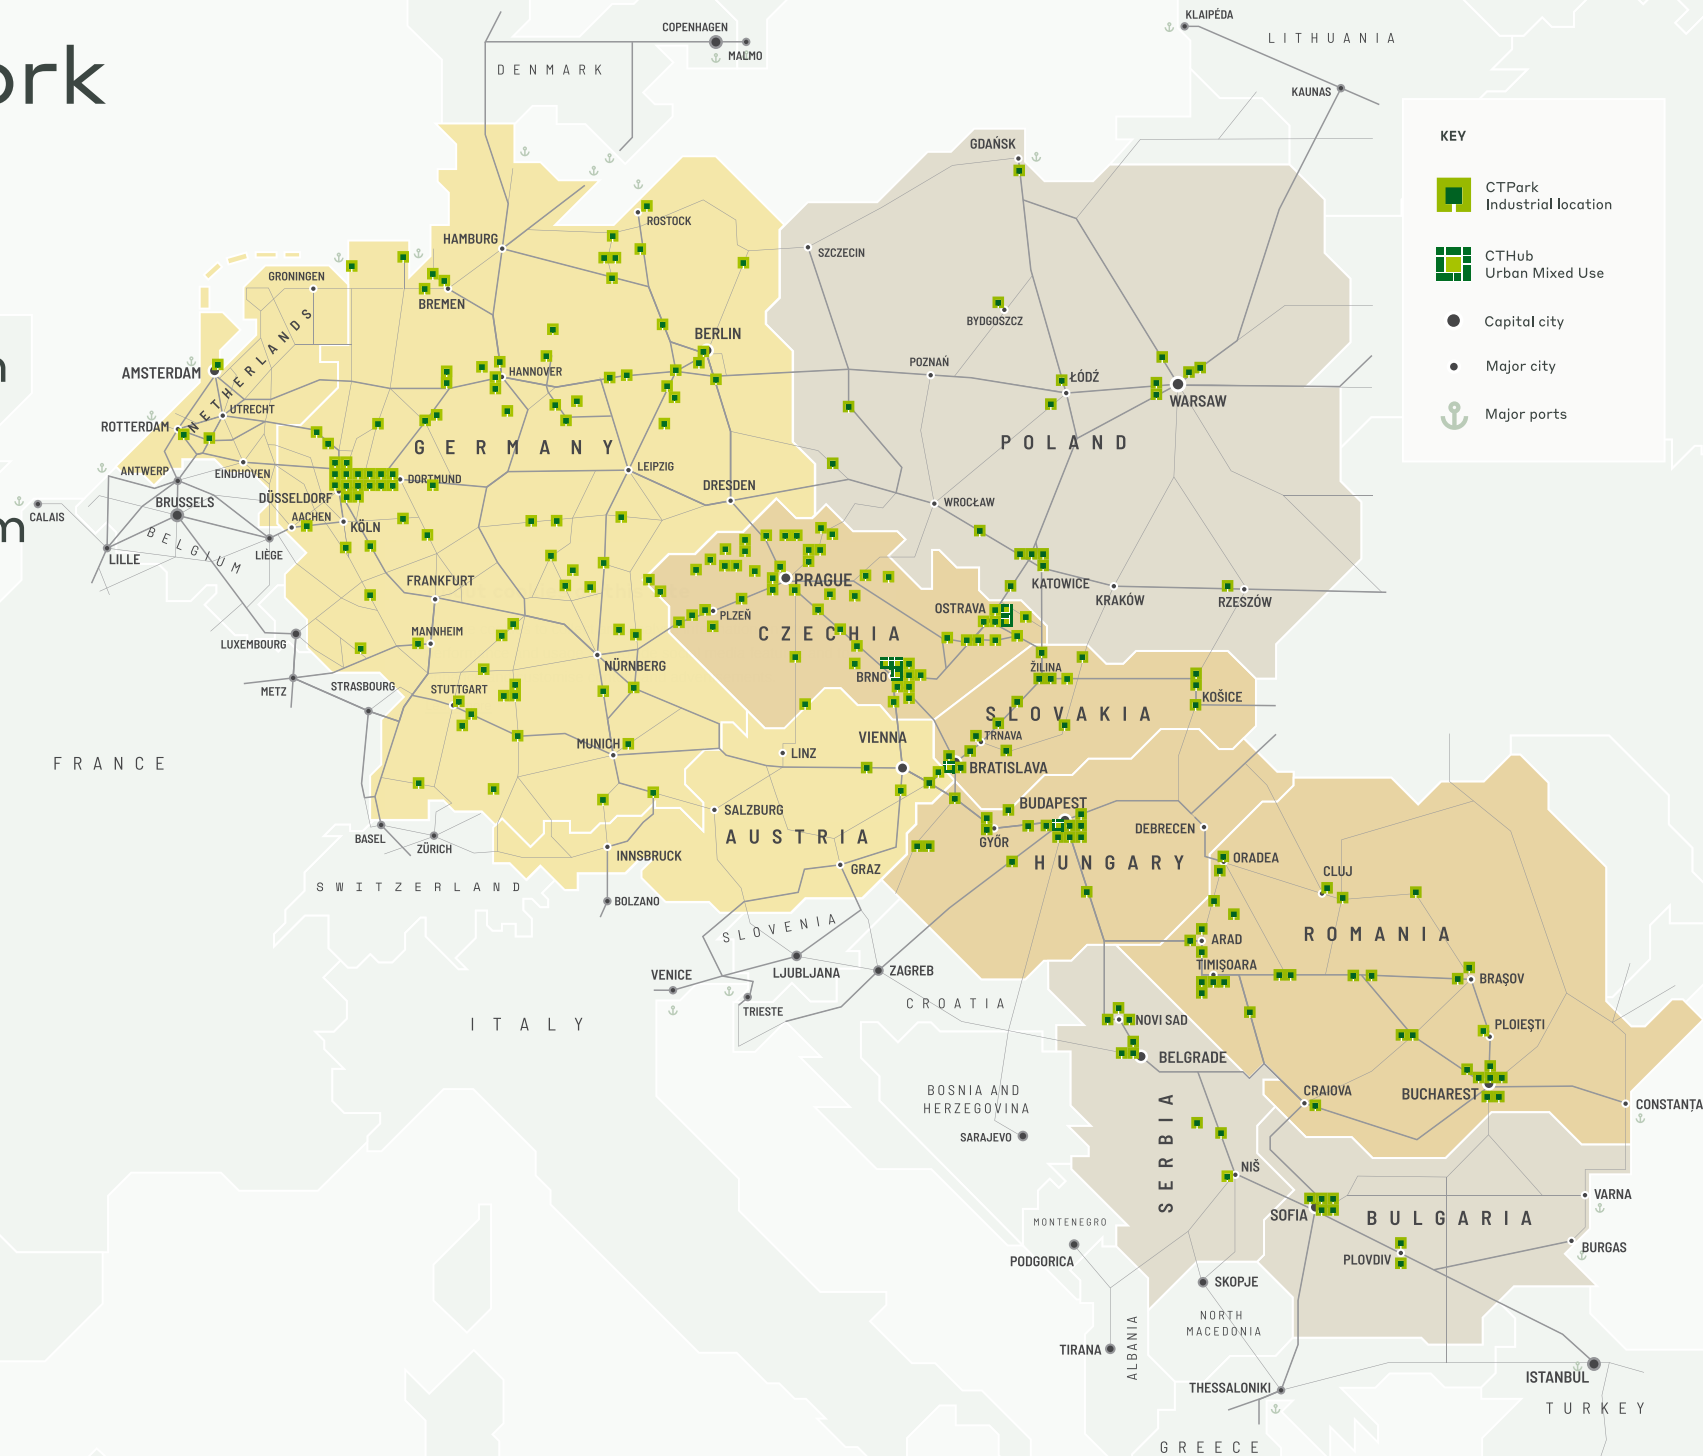 ork
n
m
KEY
CTPark
Industrial location
CTHub
Urban Mixed Use
Capital city
Major city
Major ports
KLAIPĖDA
LITHUANIA
COPENHAGEN
MALMO
DENMARK
KAUNAS
GDAŃSK
ROSTOCK
HAMBURG
SZCZECIN
GRONINGEN
BREMEN
BYDGOSZCZ
BERLIN
NETHERLANDS
AMSTERDAM
HANNOVER
POZNAŃ
ŁÓDŹ
WARSAW
UTRECHT
ROTTERDAM
GERMANY
POLAND
ANTWERP
EINDHOVEN
DORTMUND
LEIPZIG
DRESDEN
DÜSSELDORF
BRUSSELS
WROCŁAW
CALAIS
AACHEN
KÖLN
BELGIUM
LIÈGE
LILLE
FRANKFURT
PRAGUE
KATOWICE
KRAKÓW
RZESZÓW
OSTRAVA
PLZEŇ
CZECHIA
MANNHEIM
LUXEMBOURG
NÜRNBERG
ŽILINA
BRNO
METZ
STRASBOURG
STUTTGART
KOŠICE
SLOVAKIA
TRNAVA
VIENNA
MUNICH
LINZ
FRANCE
BRATISLAVA
BUDAPEST
SALZBURG
DEBRECEN
BASEL
ZÜRICH
AUSTRIA
GYŐR
INNSBRUCK
HUNGARY
ORADEA
CLUJ
GRAZ
SWITZERLAND
BOLZANO
SLOVENIA
ROMANIA
ARAD
TIMIȘOARA
VENICE
LJUBLJANA
ZAGREB
BRAȘOV
CROATIA
TRIESTE
ITALY
NOVI SAD
PLOIEȘTI
BELGRADE
BOSNIA AND
HERZEGOVINA
CRAIOVA
BUCHAREST
CONSTANȚA
SARAJEVO
SERBIA
NIŠ
VARNA
SOFIA
BULGARIA
MONTENEGRO
PODGORICA
PLOVDIV
BURGAS
SKOPJE
NORTH
MACEDONIA
TIRANA
ALBANIA
ISTANBUL
THESSALONIKI
TURKEY
GREECE